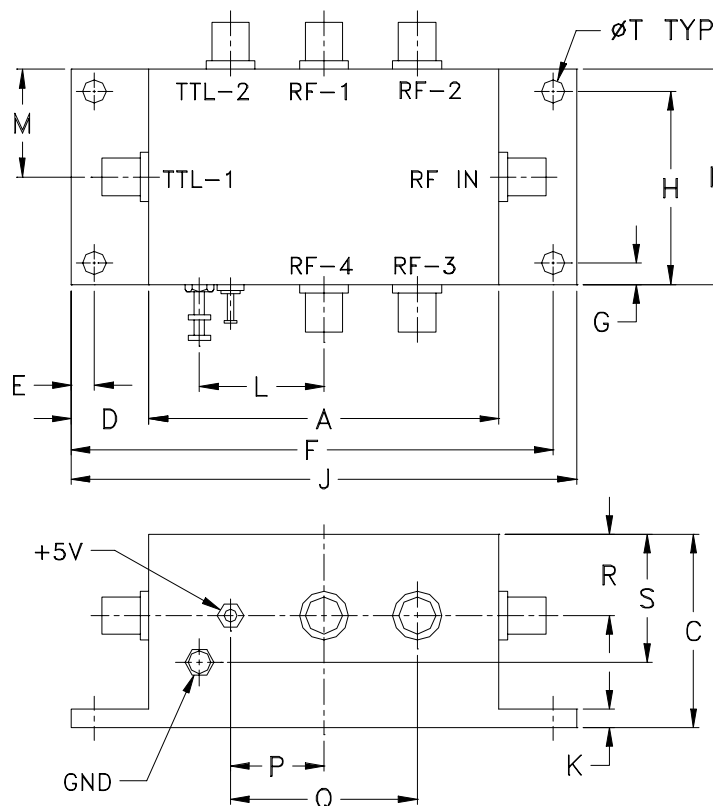 ØT TYP
TTL-2 RF-1 RF-2
M
TTL-1 RF IN
H
RF-4 RF-3
G
E
L
D
A
F
J
+5V
R
S
C
K
P
GND
Q